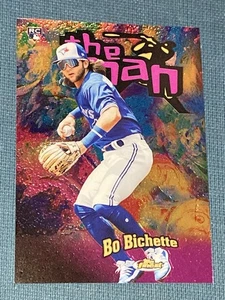 RC
the
man
Bo Bichette
Finest